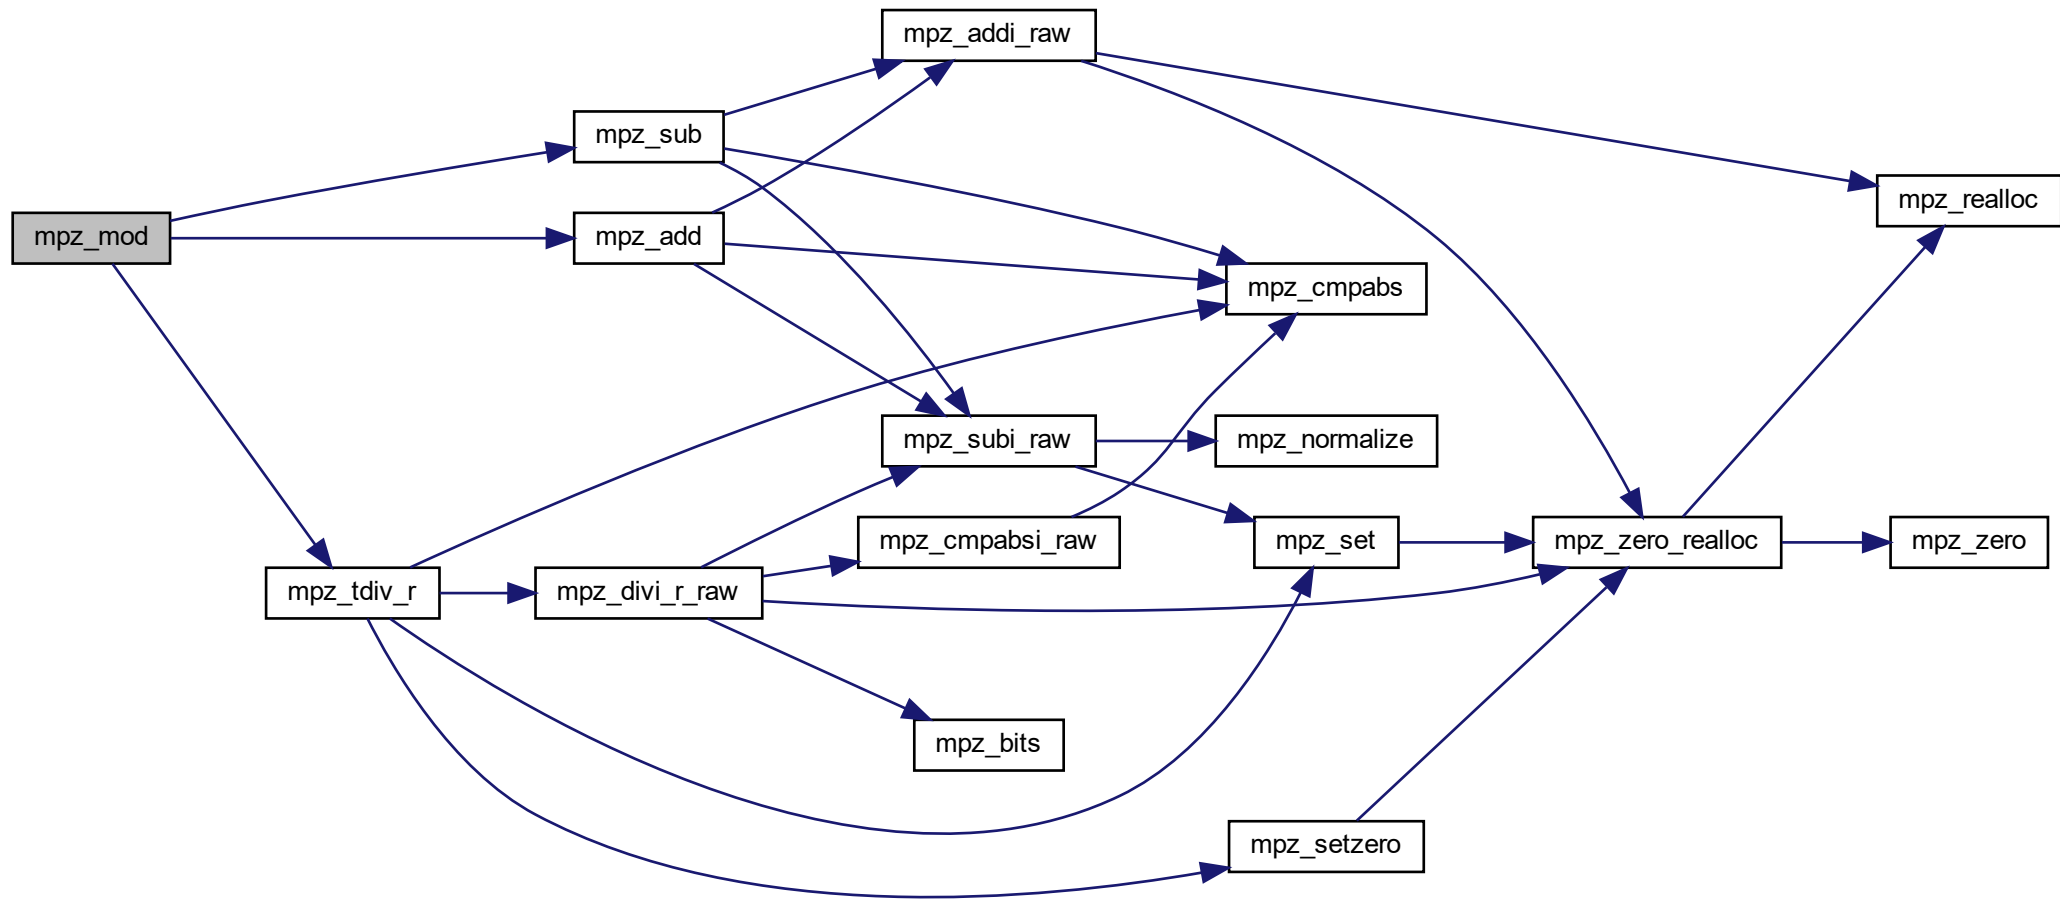 mpz_addi_raw
mpz_sub
mpz_realloc
mpz_mod
mpz_add
mpz_cmpabs
mpz_subi_raw
mpz_normalize
mpz_cmpabsi_raw
mpz_set
mpz_zero_realloc
mpz_zero
mpz_tdiv_r
mpz_divi_r_raw
mpz_bits
mpz_setzero